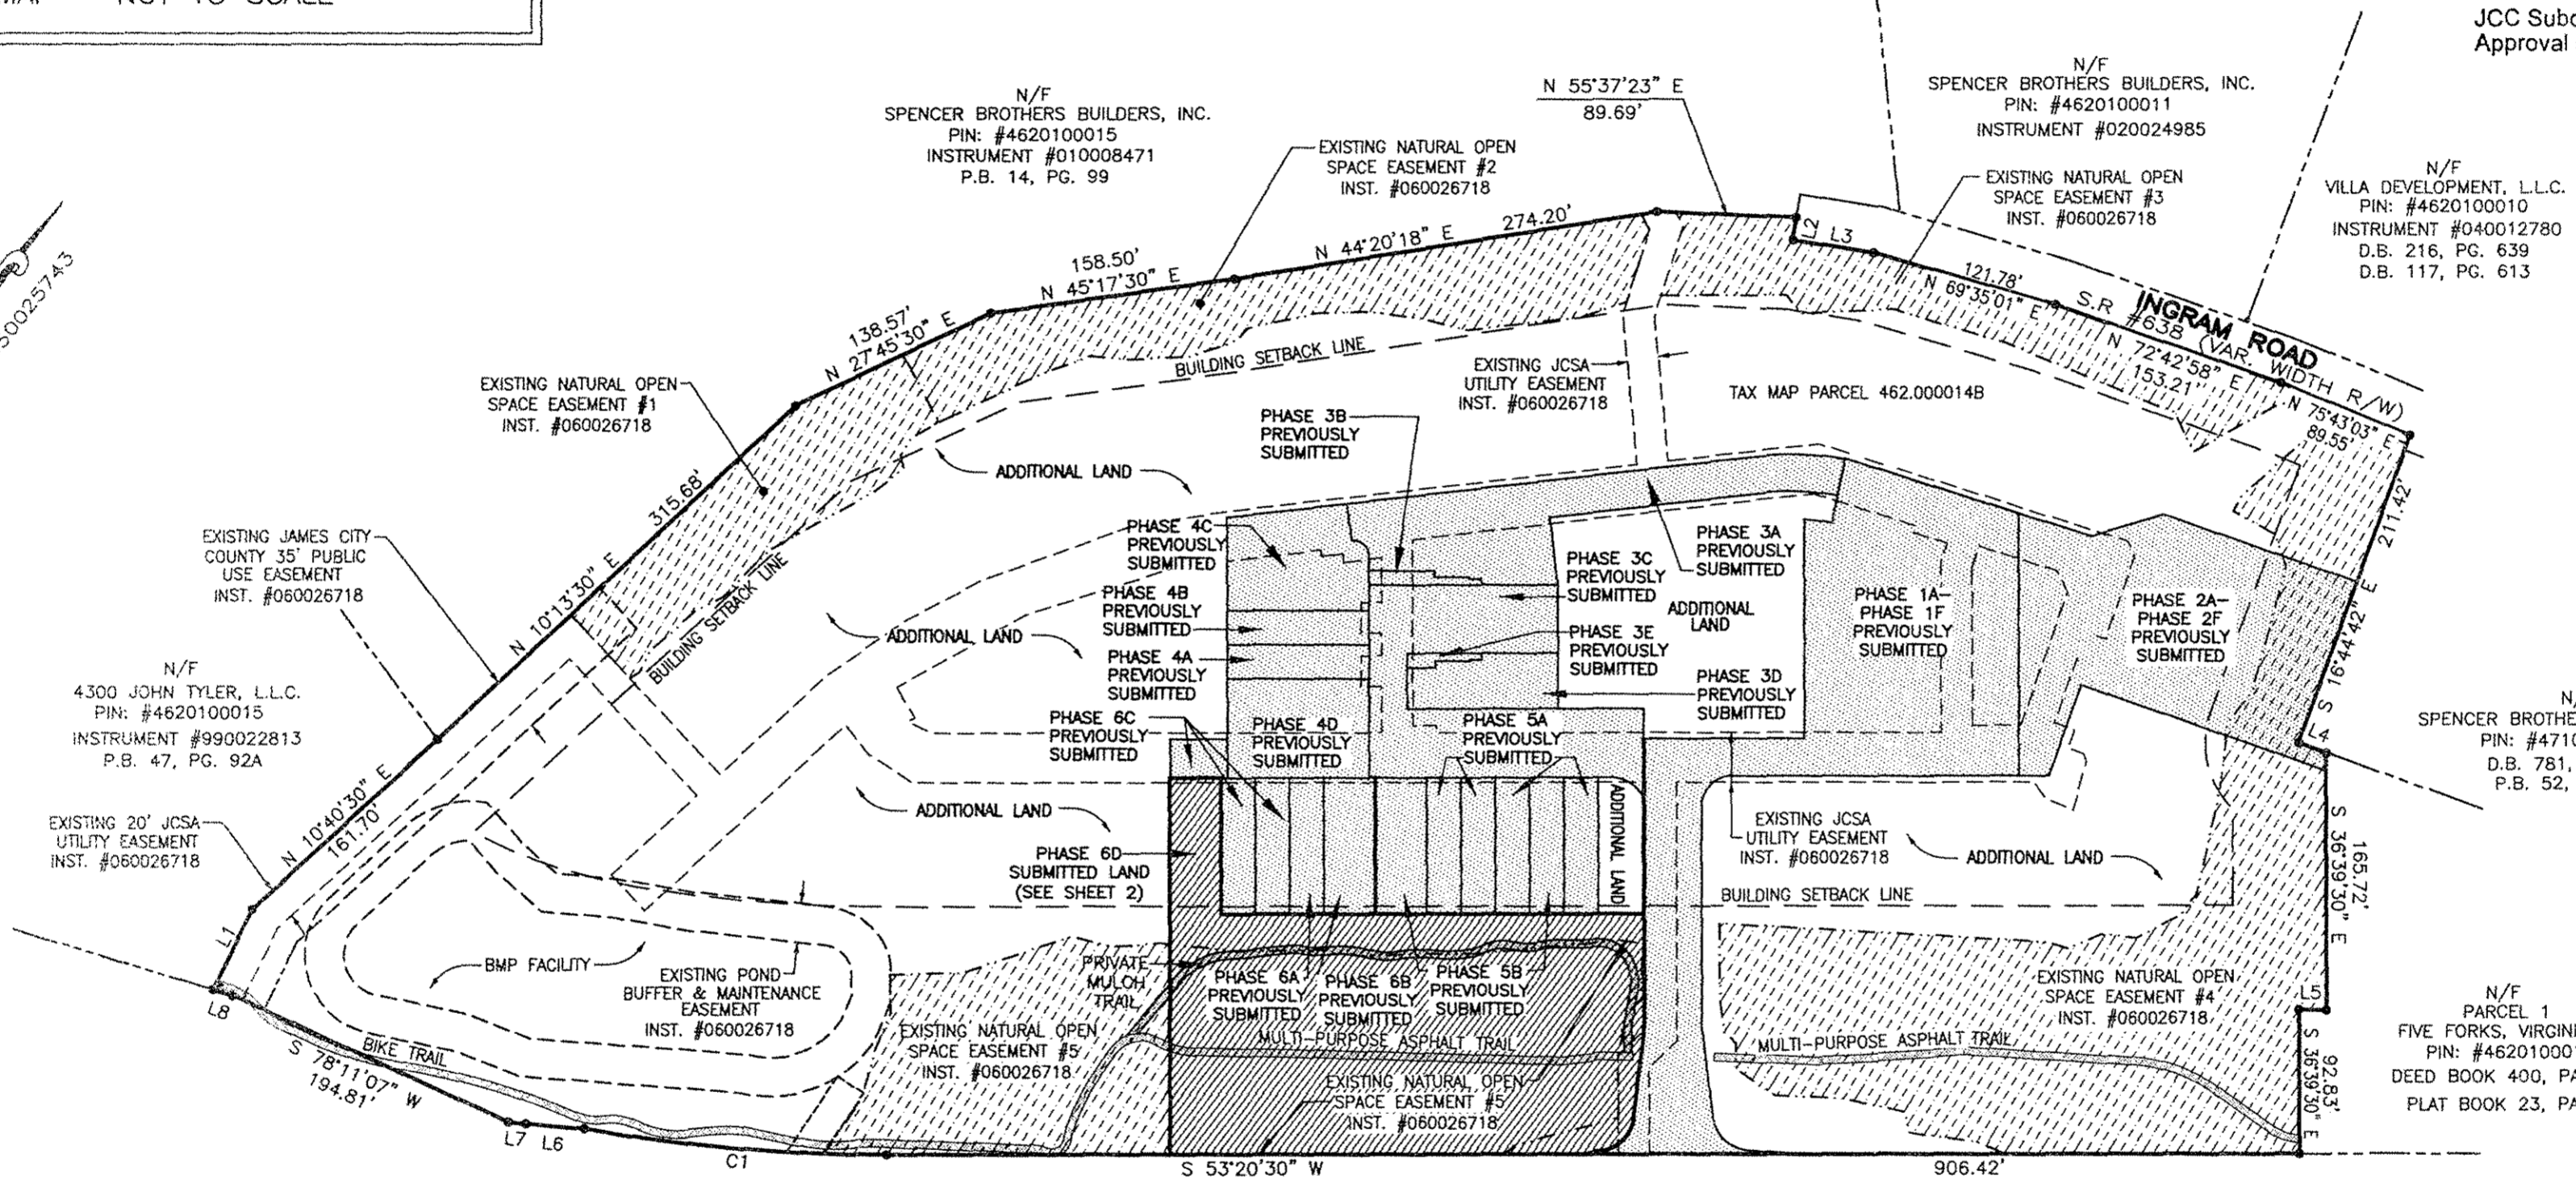 NOT TO SCALE
JCC
Approval
N/F
SPENCER BROTHERS BUILDERS, INC.
PIN: #4620100015
INSTRUMENT #010008471
P.B. 14, PG. 99
EXISTING NATURAL OPEN
SPACE EASEMENT #2
INST. #060026718
N 55°37'23" E
89.69'
N/F
SPENCER BROTHERS BUILDERS, INC.
PIN: #4620100011
INSTRUMENT #020024985
EXISTING NATURAL OPEN
SPACE EASEMENT #3
INST. #060026718
N/F
VILLA DEVELOPMENT, L.L.C.
PIN: #4620100010
INSTRUMENT #040012780
D.B. 216, PG. 639
D.B. 117, PG. 613
N 44°20'18" E 274.20'
158.50'
N 45°17'30" E
138.57'
N 27°45'30" E
L2
L3
121.78'
N 69°35'01" E
S.R #638 (VAR. WIDTH R/W)
INGRAM ROAD
N 72°42'58" E
153.21'
N 75°43'03" E
89.55'
BUILDING SETBACK LINE
EXISTING JCSA
UTILITY EASEMENT
INST. #060026718
TAX MAP PARCEL 462.000014B
EXISTING NATURAL OPEN
SPACE EASEMENT #1
INST. #060026718
ADDITIONAL LAND
PHASE 3B
PREVIOUSLY
SUBMITTED
315.68'
N 10°13'30" E
BUILDING SETBACK LINE
EXISTING JAMES CITY
COUNTY 35' PUBLIC
USE EASEMENT
INST. #060026718
PHASE 4C
PREVIOUSLY
SUBMITTED
PHASE 4B
PREVIOUSLY
SUBMITTED
PHASE 4A
PREVIOUSLY
SUBMITTED
PHASE 3C
PREVIOUSLY
SUBMITTED
PHASE 3A
PREVIOUSLY
SUBMITTED
ADDITIONAL
LAND
PHASE 3E
PREVIOUSLY
SUBMITTED
PHASE 3D
PREVIOUSLY
SUBMITTED
PHASE 1A-
PHASE 1F
PREVIOUSLY
SUBMITTED
PHASE 2A-
PHASE 2F
PREVIOUSLY
SUBMITTED
211.42'
S 16°44'42" E
L4
ADDITIONAL LAND
N/F
4300 JOHN TYLER, L.L.C.
PIN: #4620100015
INSTRUMENT #990022813
P.B. 47, PG. 92A
PHASE 6C
PREVIOUSLY
SUBMITTED
PHASE 4D
PREVIOUSLY
SUBMITTED
PHASE 5A
PREVIOUSLY
SUBMITTED
SPENCER
D.B. 781,
P.B. 52,
N 10°40'30" E
161.70'
EXISTING 20' JCSA
UTILITY EASEMENT
INST. #060026718
ADDITIONAL LAND
PHASE 6D
SUBMITTED LAND
(SEE SHEET 2)
ADDITIONAL LAND
EXISTING JCSA
UTILITY EASEMENT
INST. #060026718
ADDITIONAL LAND
BUILDING SETBACK LINE
S 36°39'30" E
165.72'
L1
L8
BMP FACILITY
EXISTING POND
BUFFER & MAINTENANCE
EASEMENT
INST. #060026718
PRIVATE
MULCH
TRAIL
PHASE 6A
PREVIOUSLY
SUBMITTED
PHASE 6B
PREVIOUSLY
SUBMITTED
PHASE 5B
PREVIOUSLY
SUBMITTED
EXISTING NATURAL OPEN
SPACE EASEMENT #4
INST. #060026718
L5
N/F
PARCEL 1
FIVE FORKS,
DEED BOOK 400,
PLAT BOOK 23,
BIKE TRAIL
S 78°11'07" W
194.81'
EXISTING NATURAL OPEN
SPACE EASEMENT #5
INST. #060026718
MULTI-PURPOSE ASPHALT TRAIL
MULTI-PURPOSE ASPHALT TRAIL
EXISTING NATURAL OPEN
SPACE EASEMENT #5
INST. #060026718
S 36°39'30" E
92.83'
L7
L6
C1
S 53°20'30" W
906.42'